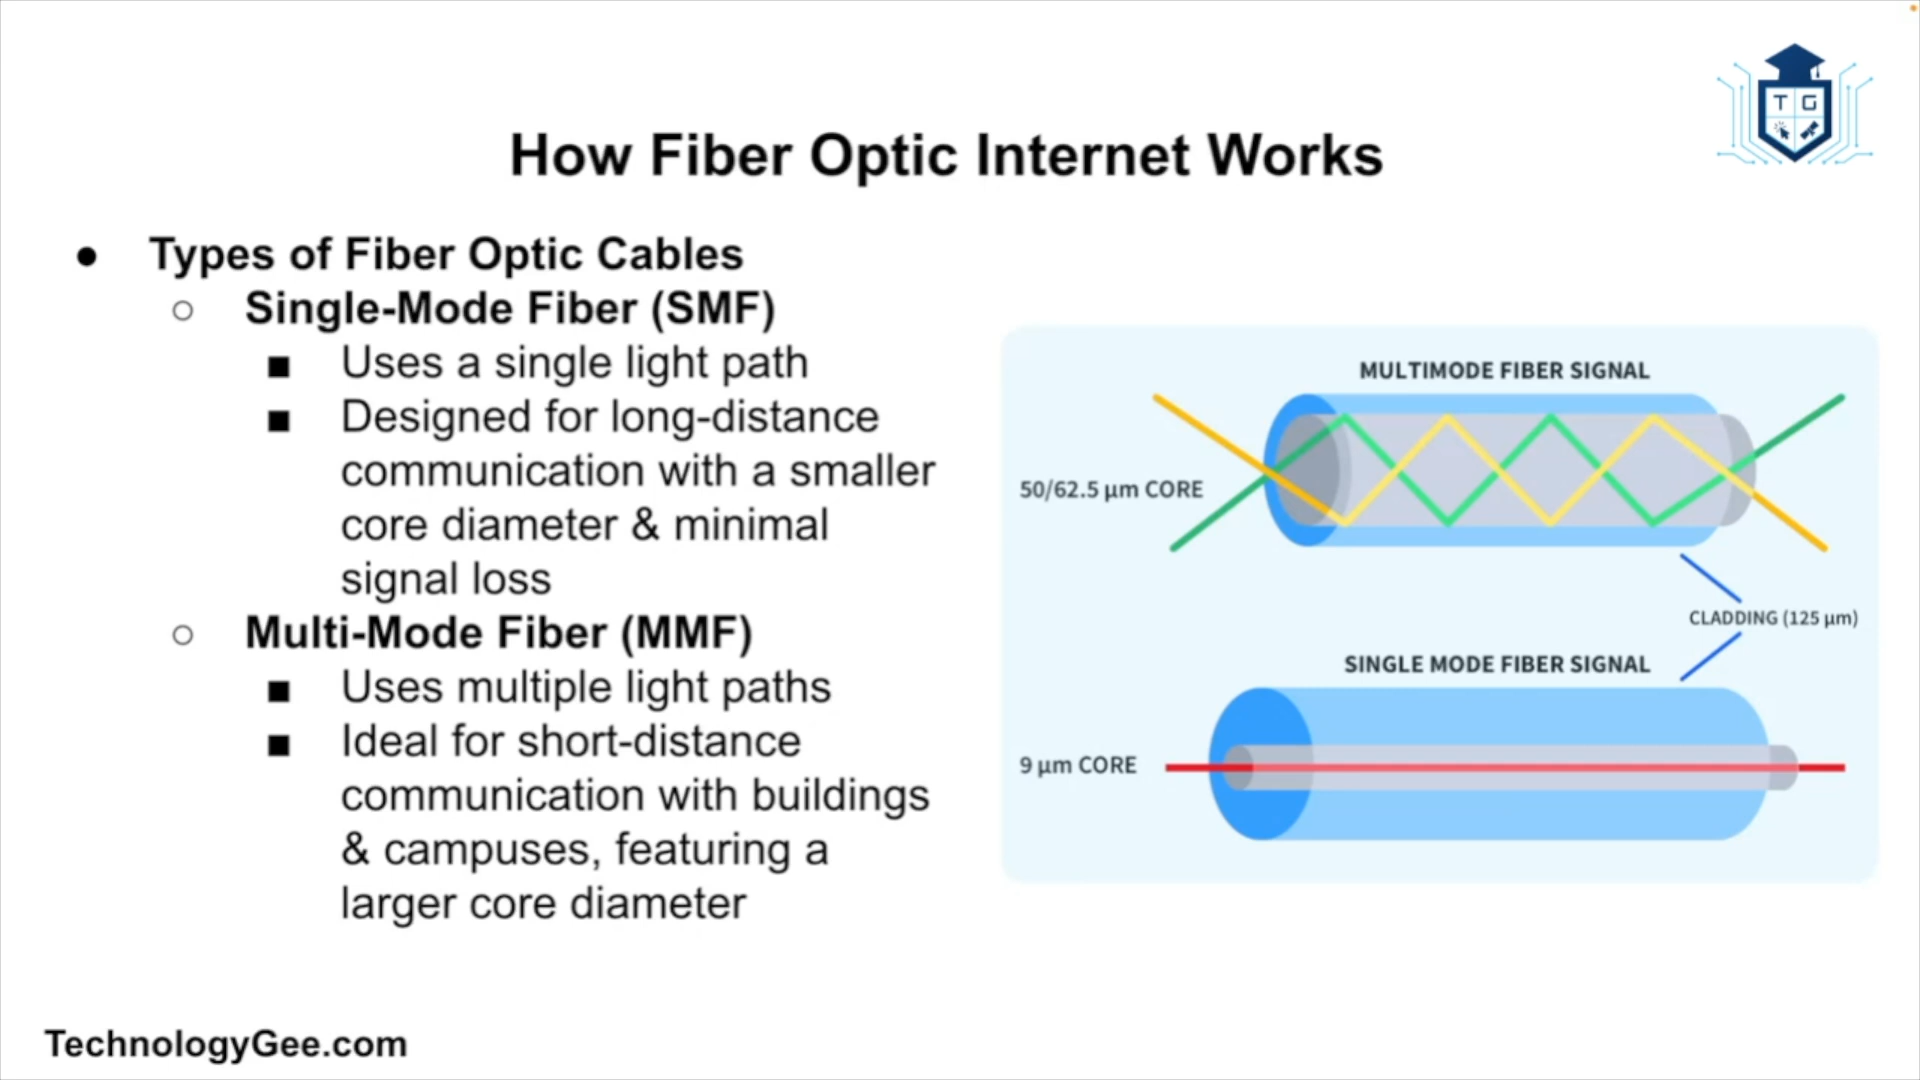 T G
How Fiber Optic Internet Works
● Types of Fiber Optic Cables
○ Single-Mode Fiber (SMF)
■ Uses a single light path
■ Designed for long-distance
communication with a smaller
core diameter & minimal
signal loss
○ Multi-Mode Fiber (MMF)
■ Uses multiple light paths
■ Ideal for short-distance
communication with buildings
& campuses, featuring a
larger core diameter
MULTIMODE FIBER SIGNAL
50/62.5 µm CORE
CLADDING (125 µm)
SINGLE MODE FIBER SIGNAL
9 µm CORE
TechnologyGee.com